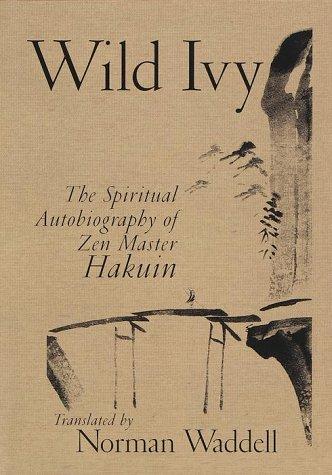 Wild Ivy
The Spiritual
Autobiography of
Zen Master
Hakuin
Translated by
Norman Waddell